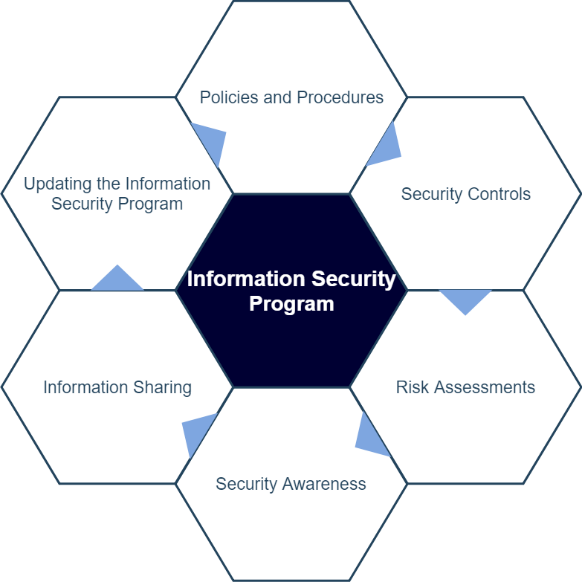 Policies and Procedures
Updating the Information
Security Program
Security Controls
Information Security
Program
Information Sharing
Risk Assessments
Security Awareness